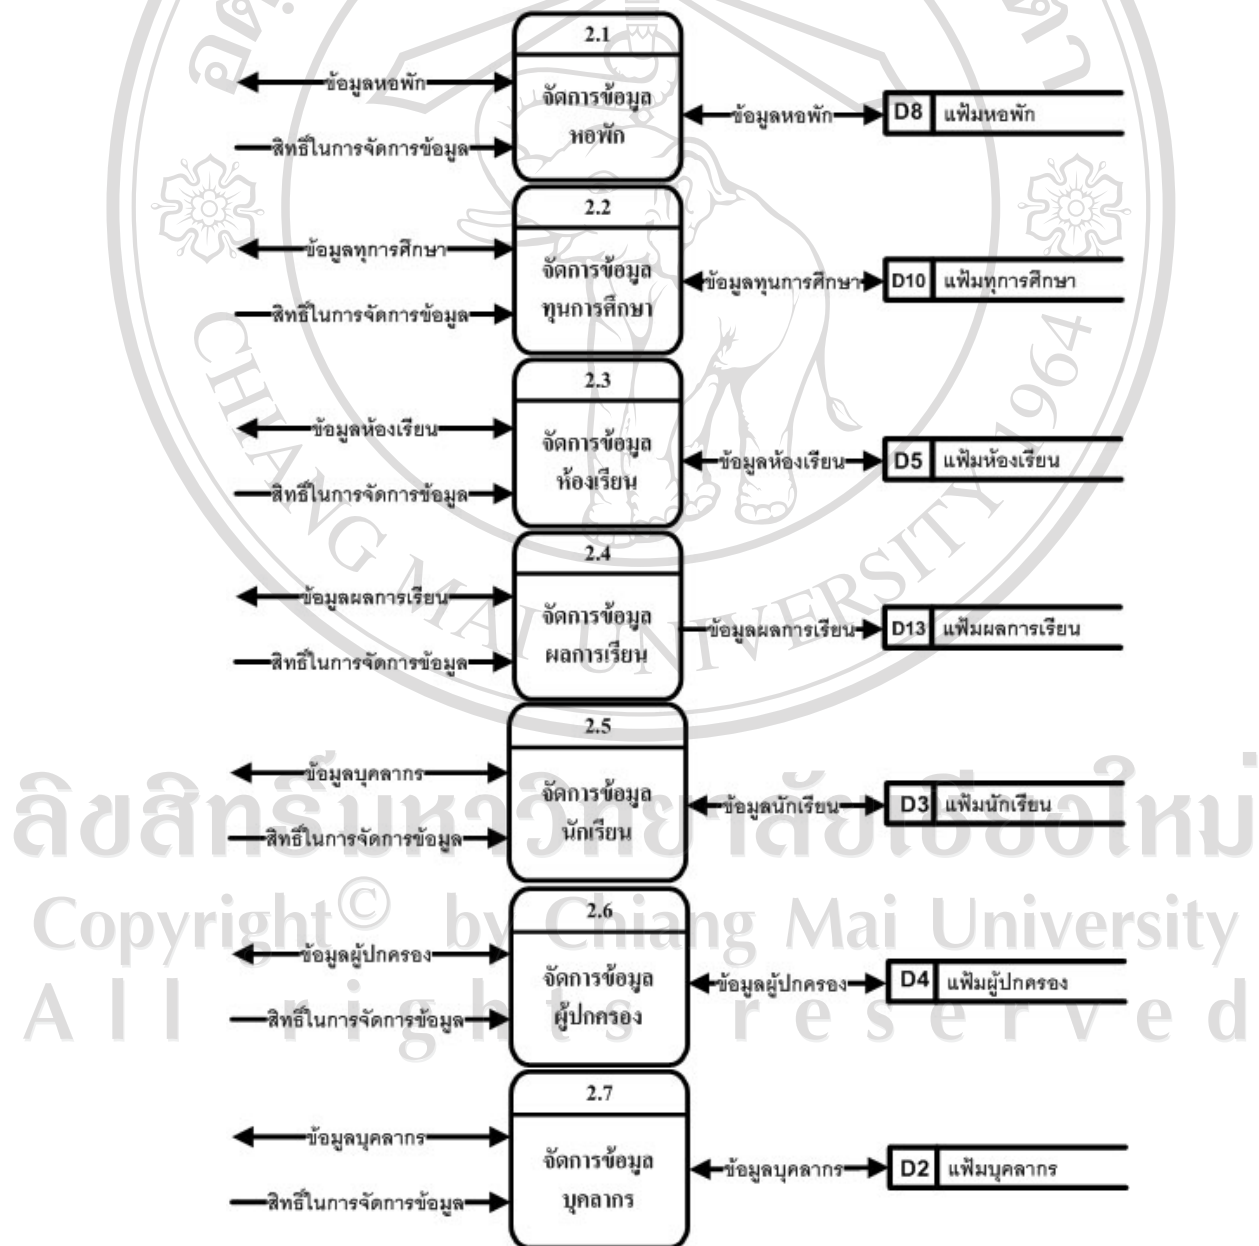 2.1
ข้อมูลหอพัก
จัดการข้อมูล
หอพัก
ข้อมูลหอพัก
D8 แฟ้มหอพัก
สิทธิ์ในการจัดการข้อมูล
2.2
ข้อมูลทุการศึกษา
จัดการข้อมูล
ทุนการศึกษา
ข้อมูลทุนการศึกษา
D10 แฟ้มทุการศึกษา
สิทธิ์ในการจัดการข้อมูล
2.3
ข้อมูลห้องเรียน
จัดการข้อมูล
ห้องเรียน
ข้อมูลห้องเรียน
D5 แฟ้มห้องเรียน
สิทธิ์ในการจัดการข้อมูล
2.4
ข้อมูลผลการเรียน
จัดการข้อมูล
ผลการเรียน
ข้อมูลผลการเรียน
D13 แฟ้มผลการเรียน
สิทธิ์ในการจัดการข้อมูล
2.5
ข้อมูลบุคลากร
จัดการข้อมูล
นักเรียน
ข้อมูลนักเรียน
D3 แฟ้มนักเรียน
สิทธิ์ในการจัดการข้อมูล
2.6
ข้อมูลผู้ปกครอง
จัดการข้อมูล
ผู้ปกครอง
ข้อมูลผู้ปกครอง
D4 แฟ้มผู้ปกครอง
สิทธิ์ในการจัดการข้อมูล
2.7
ข้อมูลบุคลากร
จัดการข้อมูล
บุคลากร
ข้อมูลบุคลากร
D2 แฟ้มบุคลากร
สิทธิ์ในการจัดการข้อมูล
CHIANG MAI UNIVERSITY 1964
ลิขสิทธิ์มหาวิทยาลัยเชียงใหม่
Copyright© by Chiang Mai University
All rights reserved